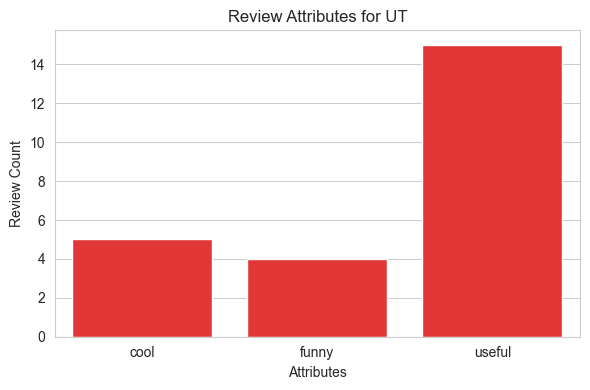 Review Attributes for UT
14
12
10
8
6
4
2
0
Review Count
cool funny useful
Attributes